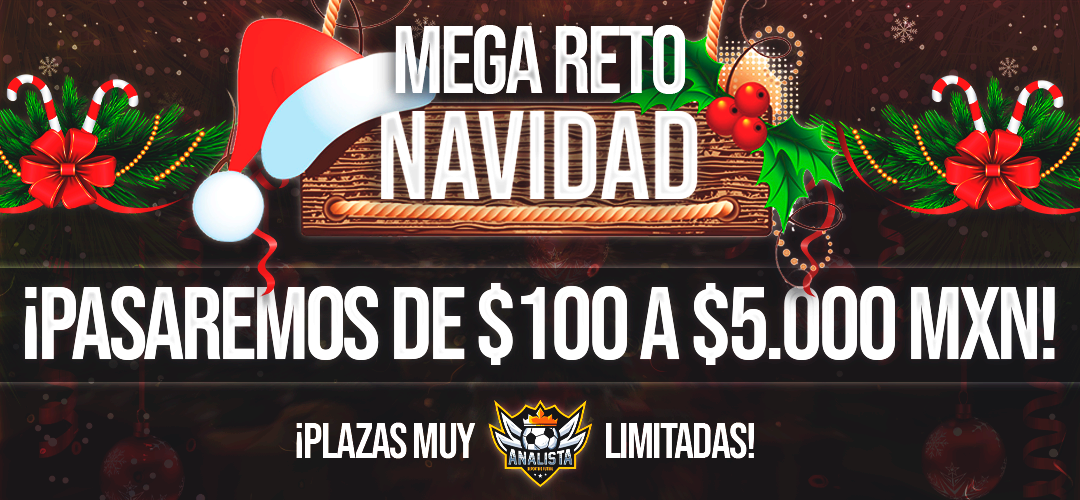 MEGA RETO
NAVIDAD
¡PASAREMOS DE $100 A $5.000 MXN!
¡PLAZAS MUY LIMITADAS!
ANALISTA